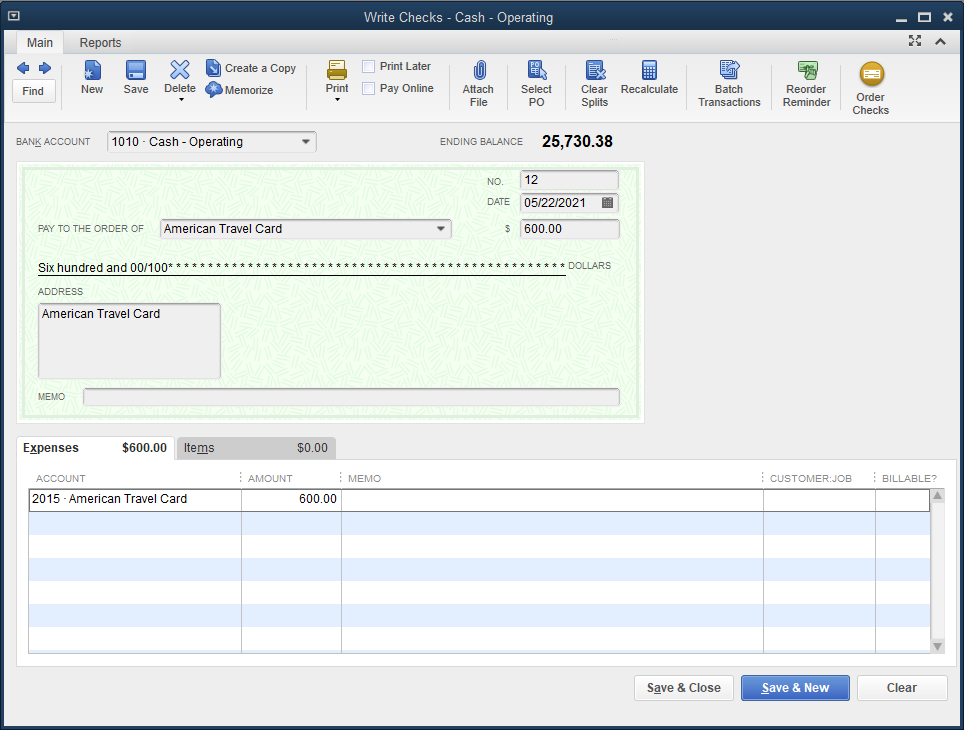 Write Checks - Cash - Operating
Main Reports
Find
New
Save
Delete
Create a Copy
Memorize
Print
Print Later
Pay Online
Attach
File
Select
PO
Clear
Splits
Recalculate
Batch
Transactions
Reorder
Reminder
Order
Checks
BANK ACCOUNT 1010 · Cash - Operating ENDING BALANCE 25,730.38
NO. 12
DATE 05/22/2021
PAY TO THE ORDER OF American Travel Card $ 600.00
Six hundred and 00/100* * * * * * * * * * * * * * * * * * * * * * * * * * * * * * * * * * * * * * * * * * * * * * * * * * DOLLARS
ADDRESS
American Travel Card
MEMO
Expenses $600.00 Items $0.00
ACCOUNT AMOUNT MEMO CUSTOMER:JOB BILLABLE?
2015 · American Travel Card 600.00
Save & Close Save & New Clear